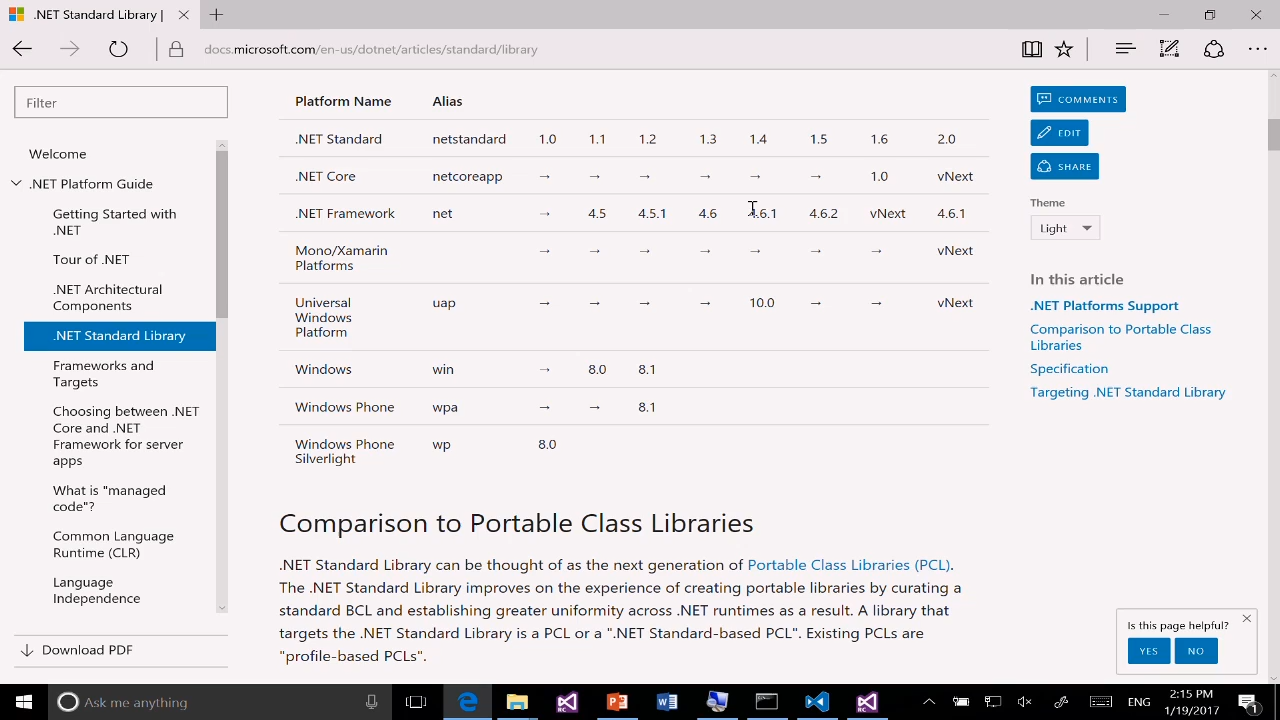 .NET Standard Library |
docs.microsoft.com/en-us/dotnet/articles/standard/library
Filter
Welcome
.NET Platform Guide
Getting Started with
.NET
Tour of .NET
.NET Architectural
Components
.NET Standard Library
Frameworks and
Targets
Choosing between .NET
Core and .NET
Framework for server
apps
What is "managed
code"?
Common Language
Runtime (CLR)
Language
Independence
Download PDF
Platform Name Alias
.NET Standard netstandard 1.0 1.1 1.2 1.3 1.4 1.5 1.6 2.0
.NET Core netcoreapp → → → → → → 1.0 vNext
.NET Framework net → 4.5 4.5.1 4.6 4.6.1 4.6.2 vNext 4.6.1
Mono/Xamarin
Platforms
→ → → → → → → vNext
Universal
Windows
Platform
uap → → → → 10.0 → → vNext
Windows win → 8.0 8.1
Windows Phone wpa → → 8.1
Windows Phone
Silverlight
wp 8.0
Comparison to Portable Class Libraries
.NET Standard Library can be thought of as the next generation of Portable Class Libraries (PCL).
The .NET Standard Library improves on the experience of creating portable libraries by curating a
standard BCL and establishing greater uniformity across .NET runtimes as a result. A library that
targets the .NET Standard Library is a PCL or a ".NET Standard-based PCL". Existing PCLs are
"profile-based PCLs".
COMMENTS
EDIT
SHARE
Theme
Light
In this article
.NET Platforms Support
Comparison to Portable Class
Libraries
Specification
Targeting .NET Standard Library
Is this page helpful?
YES NO
Ask me anything
ENG
2:15 PM
1/19/2017
1